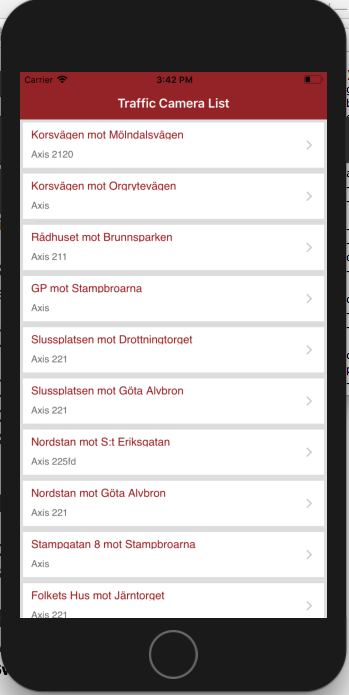 Carrier 3:42 PM
Traffic Camera List
Korsvägen mot Mölndalsvägen
Axis 2120
Korsvägen mot Orgrytevägen
Axis
Rådhuset mot Brunnsparken
Axis 211
GP mot Stampbroarna
Axis
Slussplatsen mot Drottningtorget
Axis 221
Slussplatsen mot Göta Alvbron
Axis 221
Nordstan mot S:t Eriksgatan
Axis 225fd
Nordstan mot Göta Alvbron
Axis 221
Stampgatan 8 mot Stampbroarna
Axis
Folkets Hus mot Järntorget
Axis 221